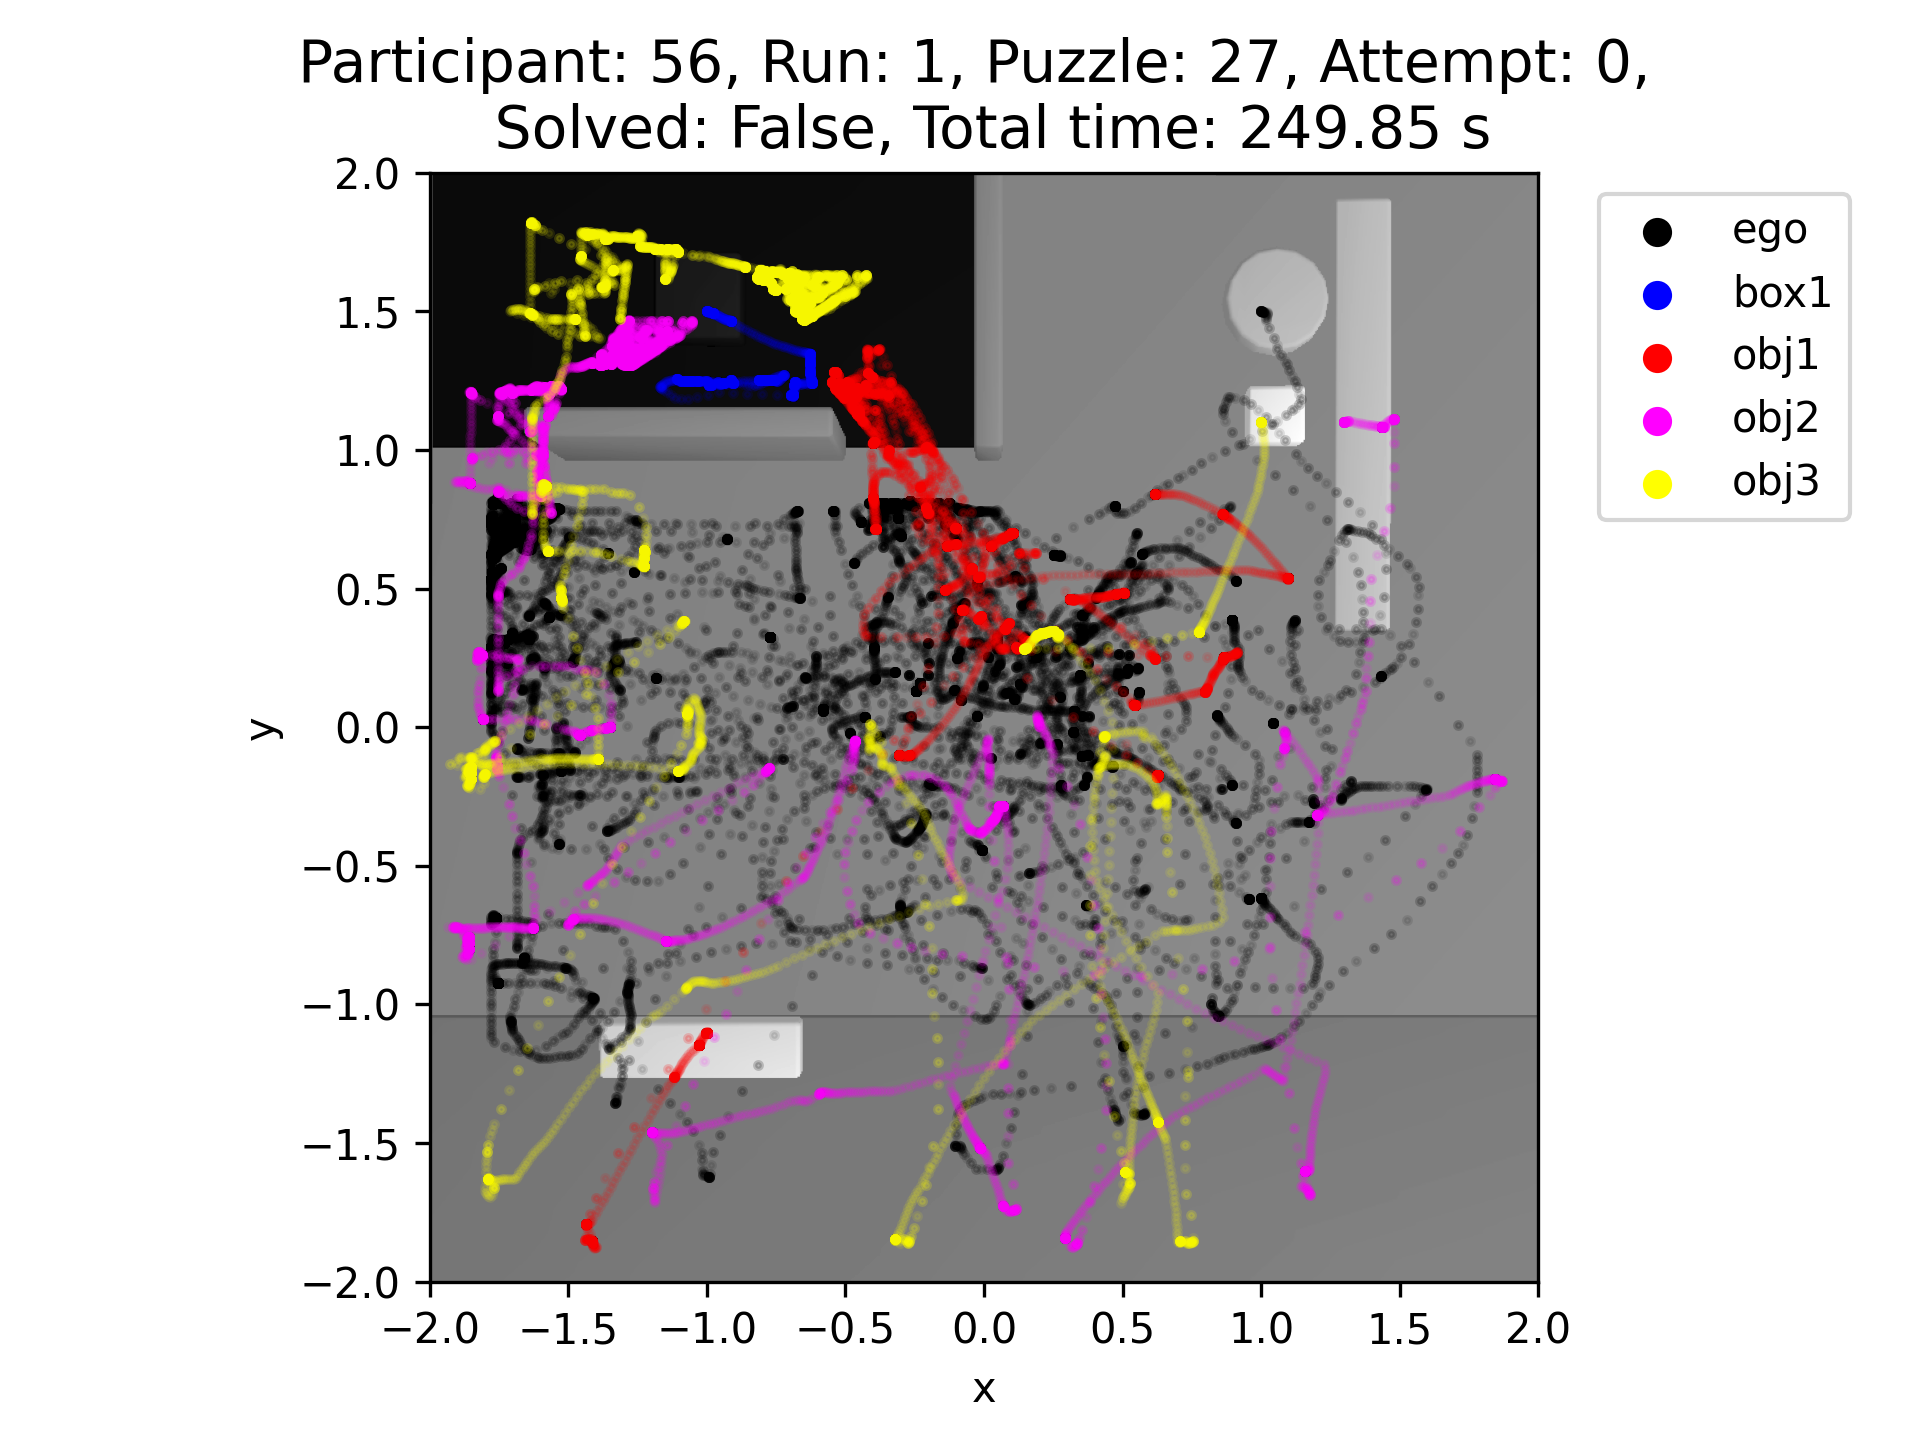 Participant: 56, Run: 1, Puzzle: 27, Attempt: 0,
Solved: False, Total time: 249.85 s
2.0
1.5
1.0
0.5
0.0
−0.5
−1.0
−1.5
−2.0
y
−2.0 −1.5 −1.0 −0.5 0.0 0.5 1.0 1.5 2.0
x
ego
box1
obj1
obj2
obj3